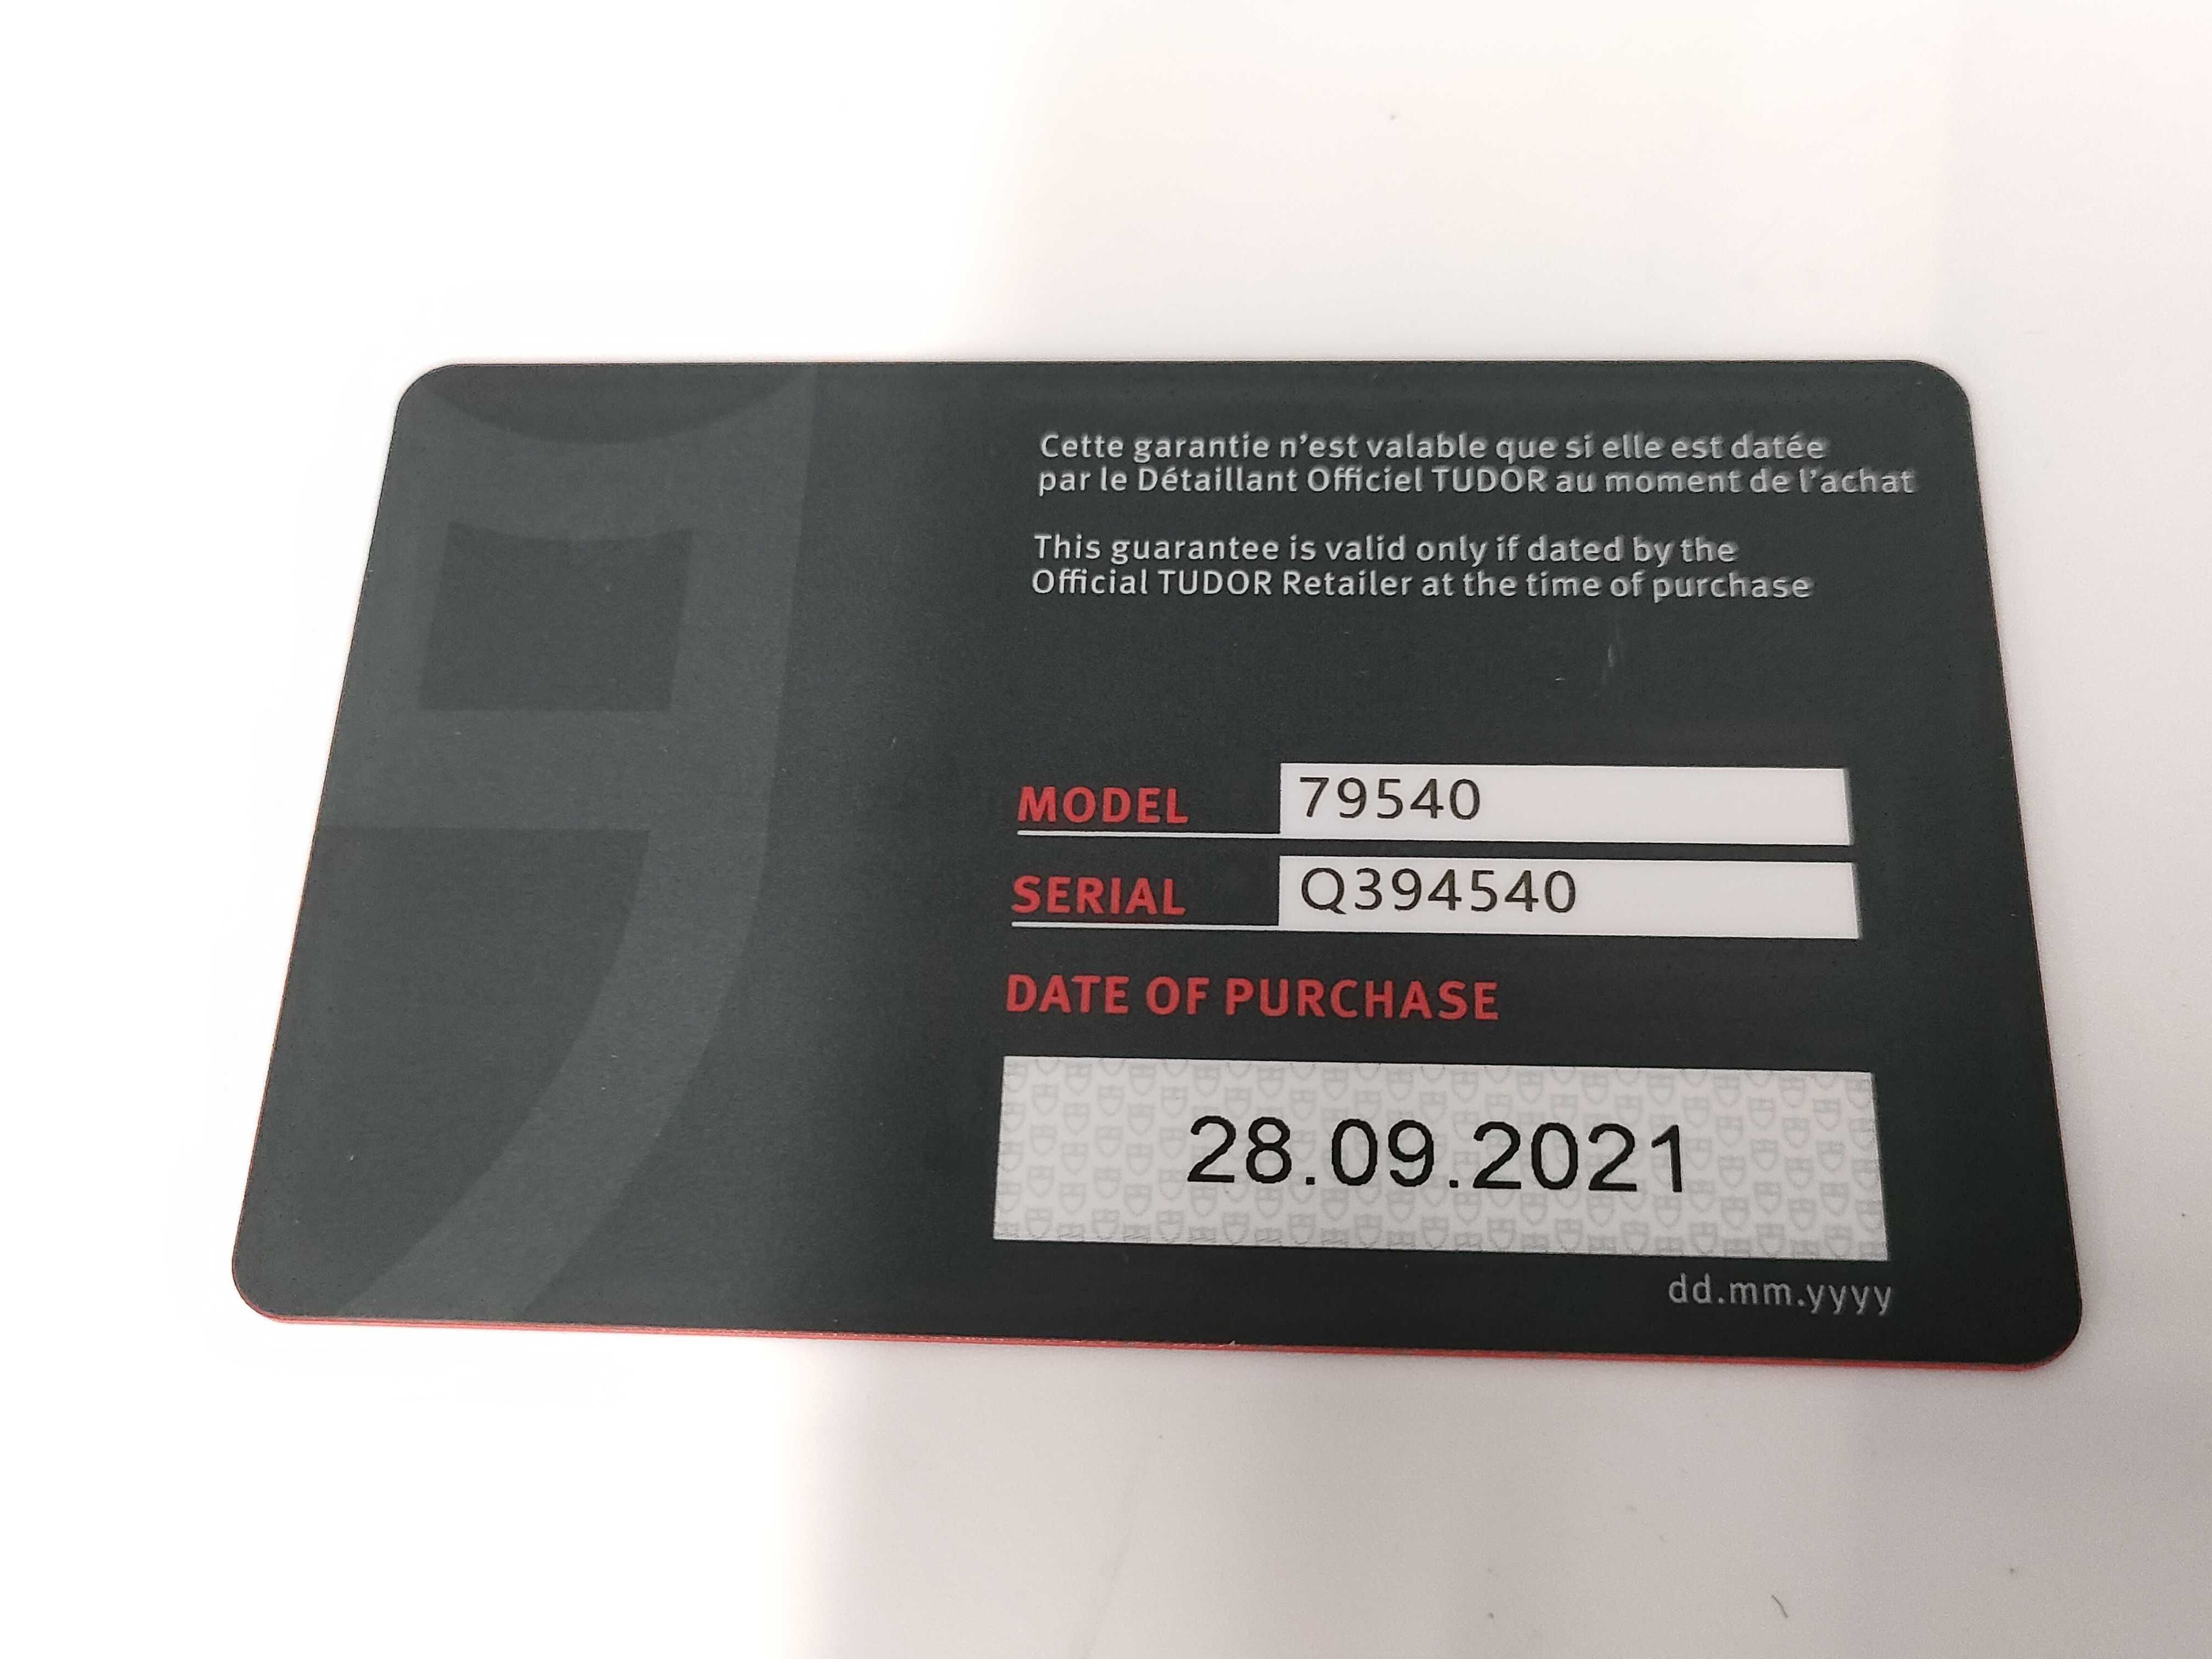 Cette garantie n'est valable que si elle est datée
par le Détaillant Officiel TUDOR au moment de l'achat
This guarantee is valid only if dated by the
Official TUDOR Retailer at the time of purchase
MODEL 79540
SERIAL Q394540
DATE OF PURCHASE
28.09.2021
dd.mm.yyyy